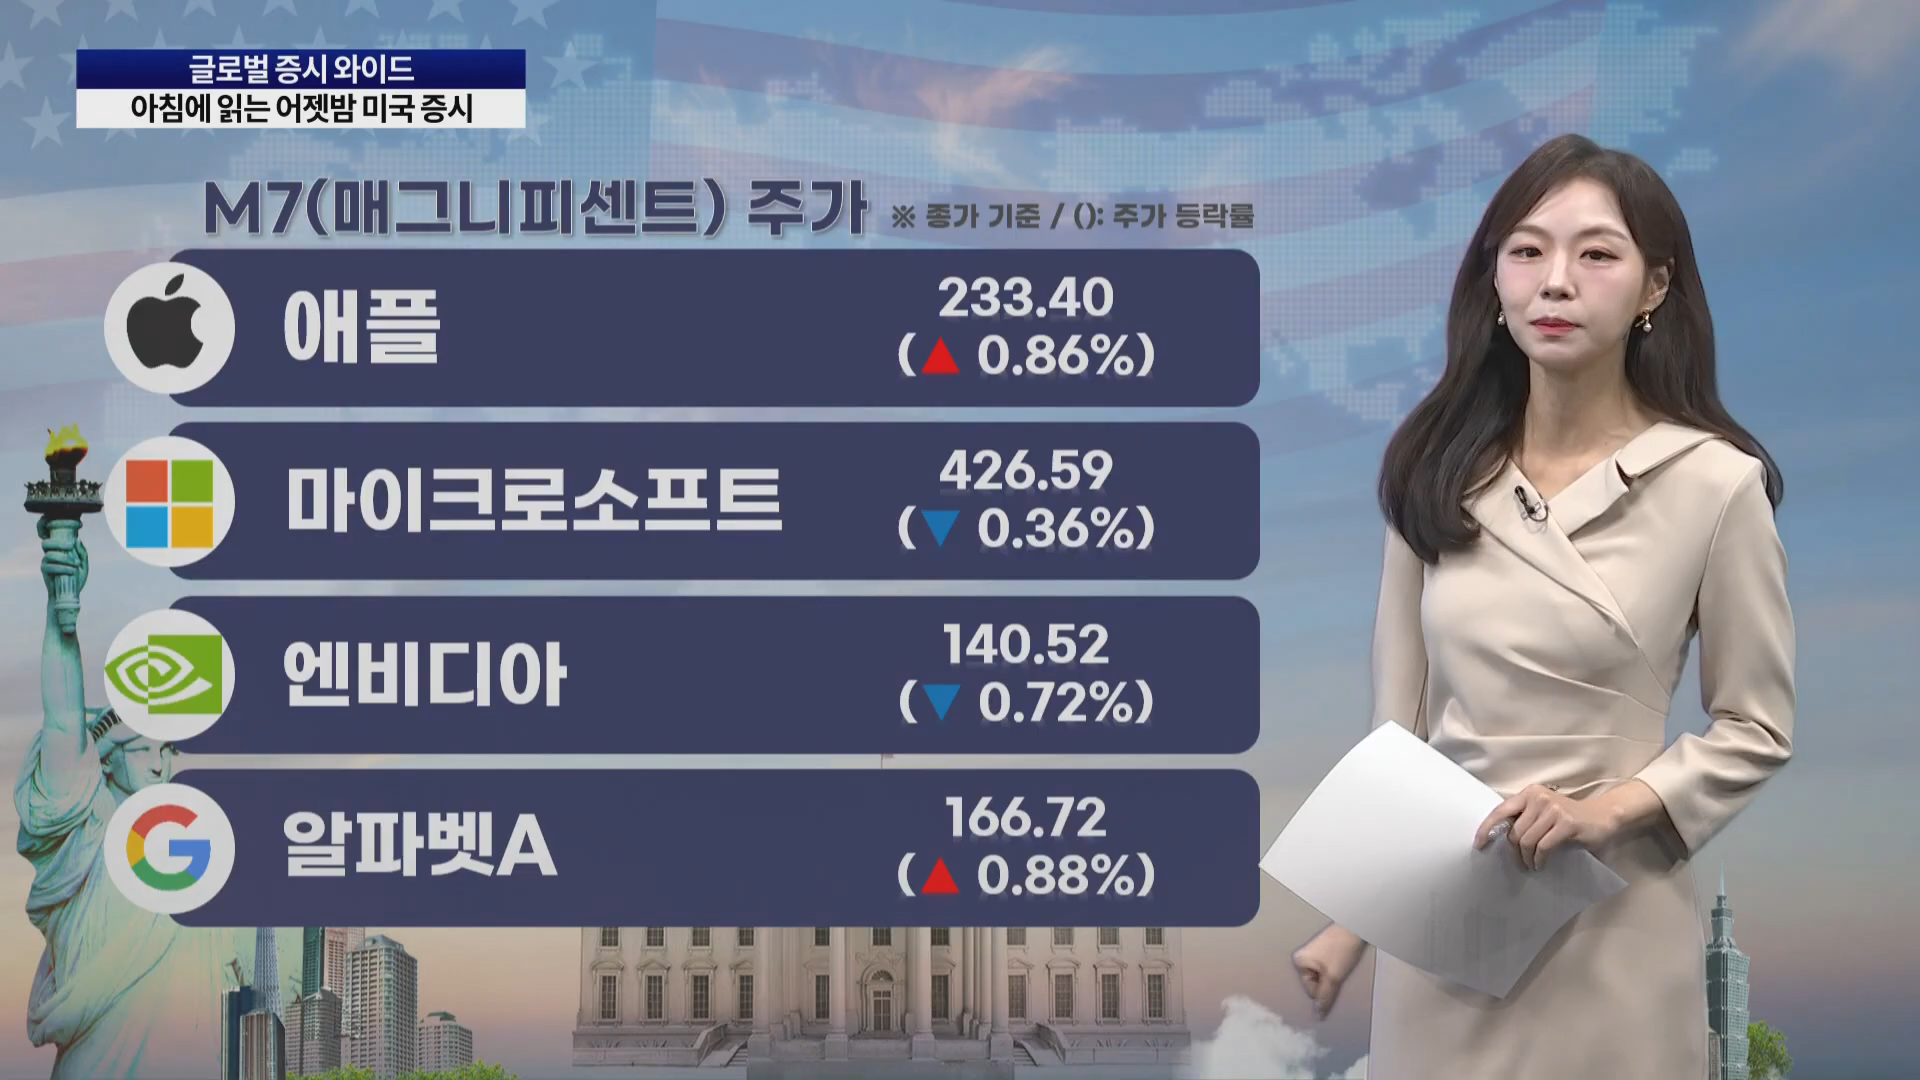 글로벌 증시 와이드
아침에 읽는 어젯밤 미국 증시
M7(매그니피센트) 주가 ※ 종가 기준 / (): 주가 등락률
애플
233.40
(▲ 0.86%)
마이크로소프트
426.59
(▼ 0.36%)
엔비디아
140.52
(▼ 0.72%)
알파벳A
166.72
(▲ 0.88%)